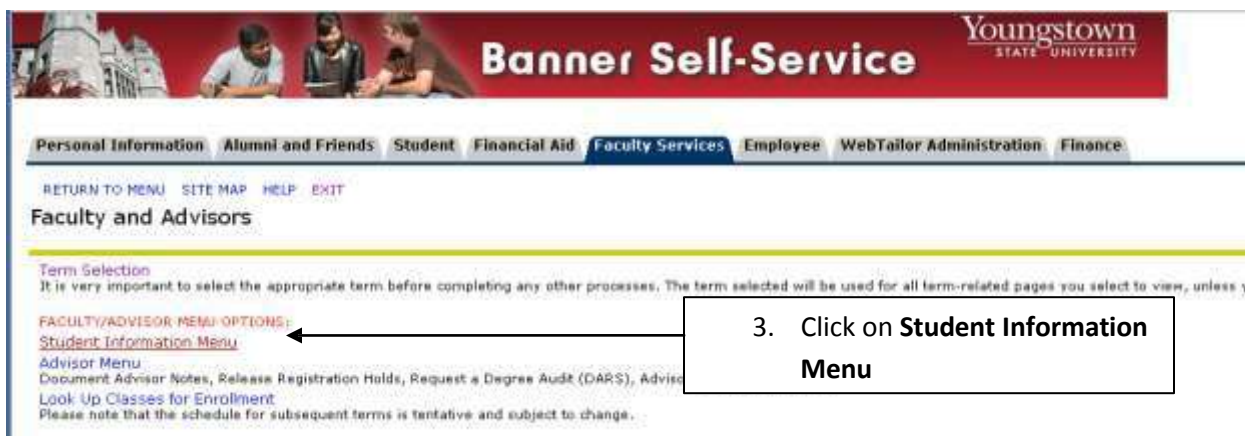 Banner Self-Service
Youngstown
STATE UNIVERSITY
Personal Information Alumni and Friends Student Financial Aid Faculty Services Employee WebTailor Administration Finance
RETURN TO MENU SITE MAP HELP EXIT
Faculty and Advisors
Term Selection
It is very important to select the appropriate term before completing any other processes. The term selected will be used for all term-related pages you select to view, unless
FACULTY/ADVISOR MENU OPTIONS:
Student Information Menu
3. Click on Student Information
Menu
Advisor Menu
Document Advisor Notes, Release Registration Holds, Request a Degree Audit (DARS),
Look Up Classes for Enrollment
Please note that the schedule for subsequent terms is tentative and subject to change.